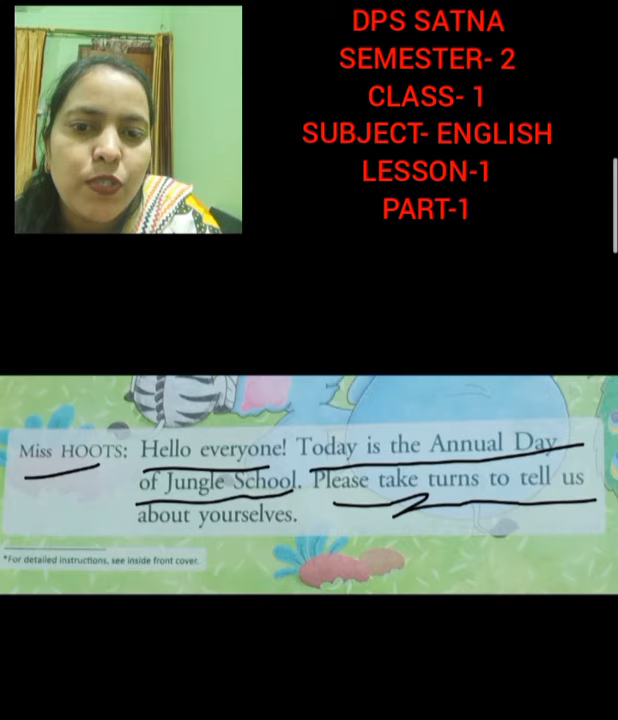 DPS SATNA
SEMESTER- 2
CLASS- 1
SUBJECT- ENGLISH
LESSON-1
PART-1
Miss HOOTS: Hello everyone! Today is the Annual Day
of Jungle School. Please take turns to tell us
about yourselves.
*For detailed instructions, see inside front cover.